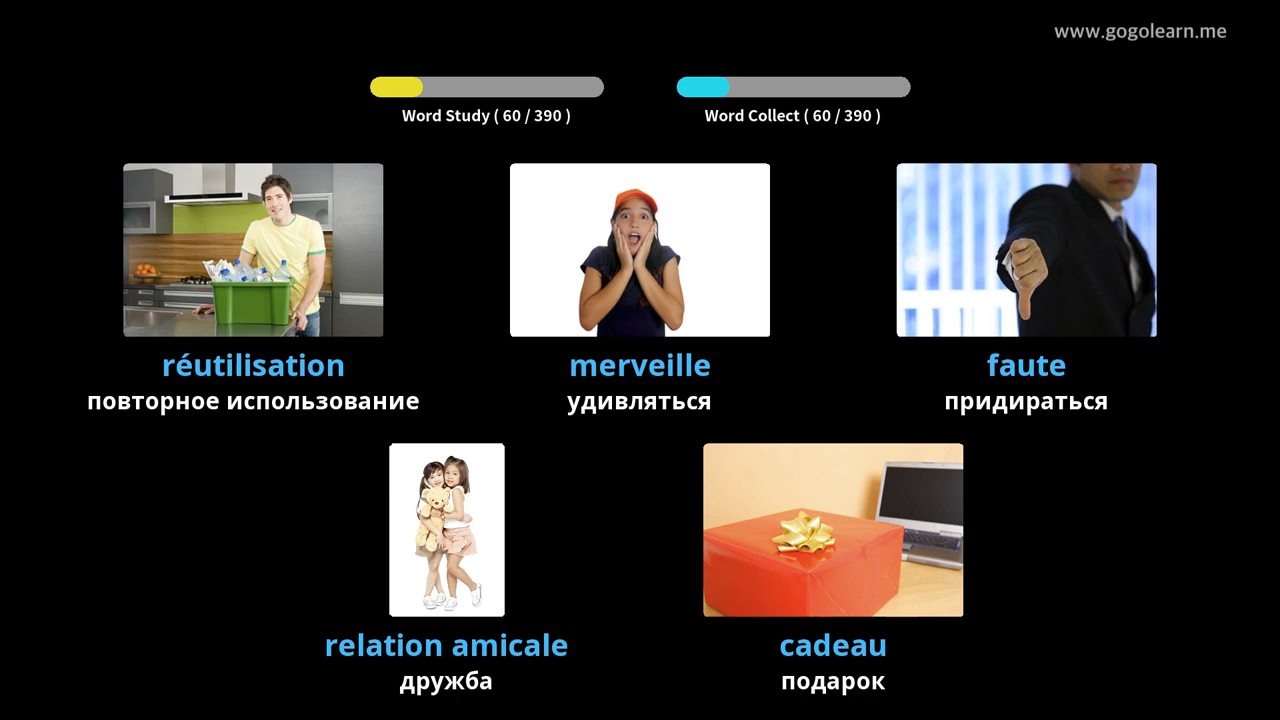 www.gogolearn.me
Word Study ( 60 / 390 )
Word Collect ( 60 / 390 )
réutilisation
повторное использование
merveille
удивляться
faute
придираться
relation amicale
дружба
cadeau
подарок